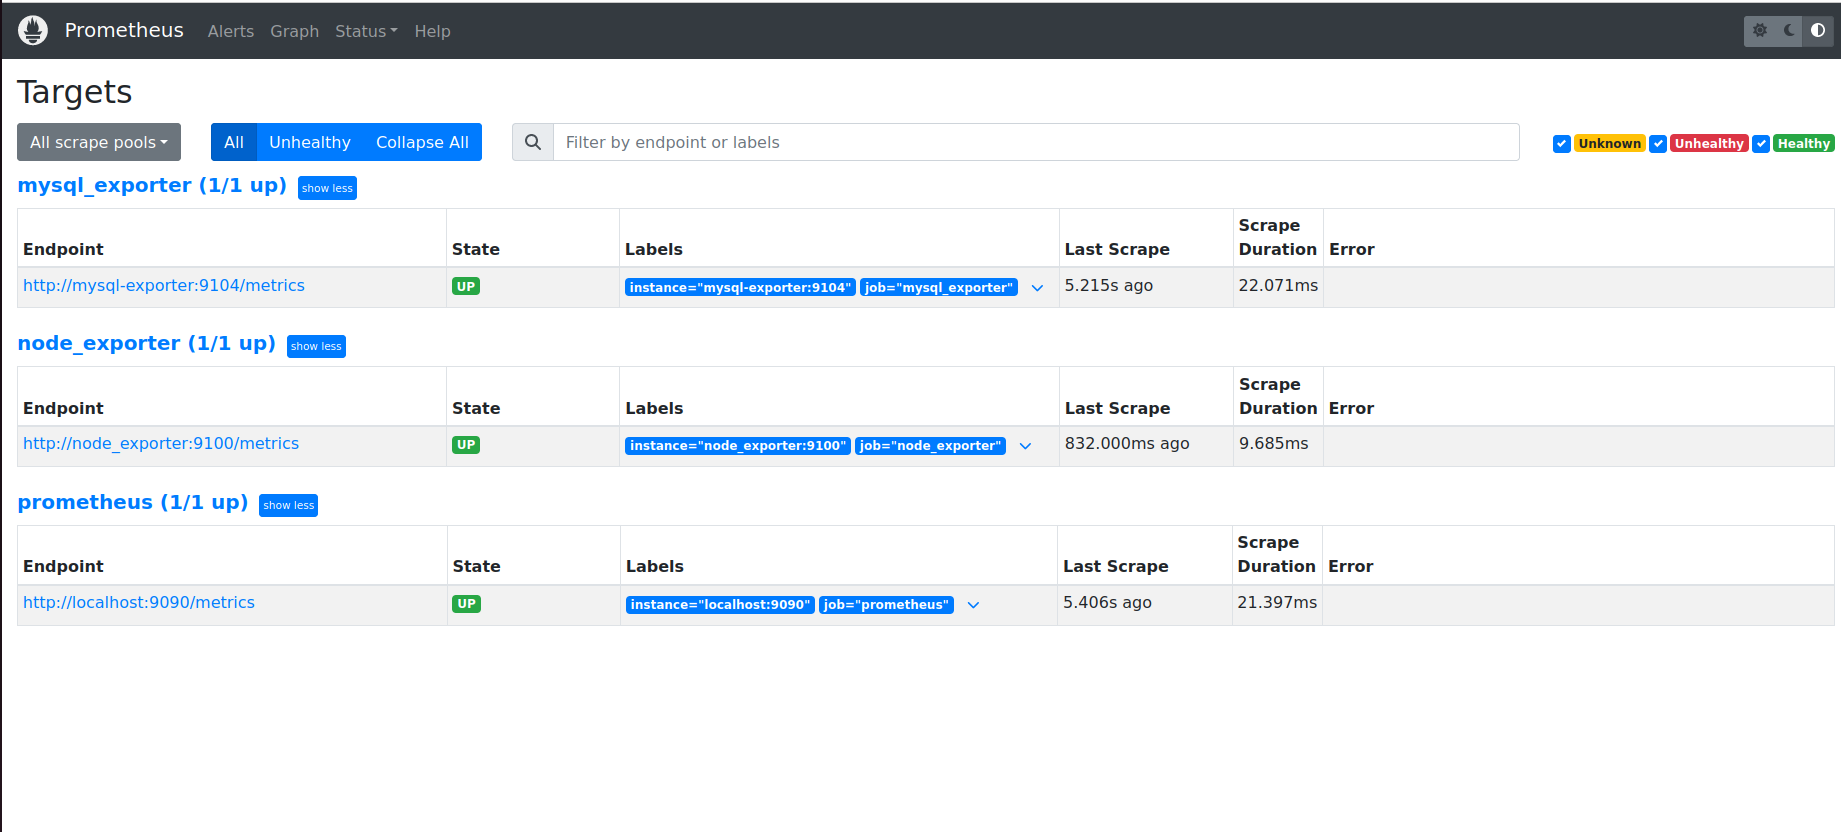 Prometheus Alerts Graph Status Help
Targets
All scrape pools All Unhealthy Collapse All Filter by endpoint or labels Unknown Unhealthy Healthy
mysql_exporter (1/1 up) show less
Endpoint State Labels Last Scrape Scrape Duration Error
http://mysql-exporter:9104/metrics UP instance="mysql-exporter:9104" job="mysql_exporter" 5.215s ago 22.071ms
node_exporter (1/1 up) show less
Endpoint State Labels Last Scrape Scrape Duration Error
http://node_exporter:9100/metrics UP instance="node_exporter:9100" job="node_exporter" 832.000ms ago 9.685ms
prometheus (1/1 up) show less
Endpoint State Labels Last Scrape Scrape Duration Error
http://localhost:9090/metrics UP instance="localhost:9090" job="prometheus" 5.406s ago 21.397ms